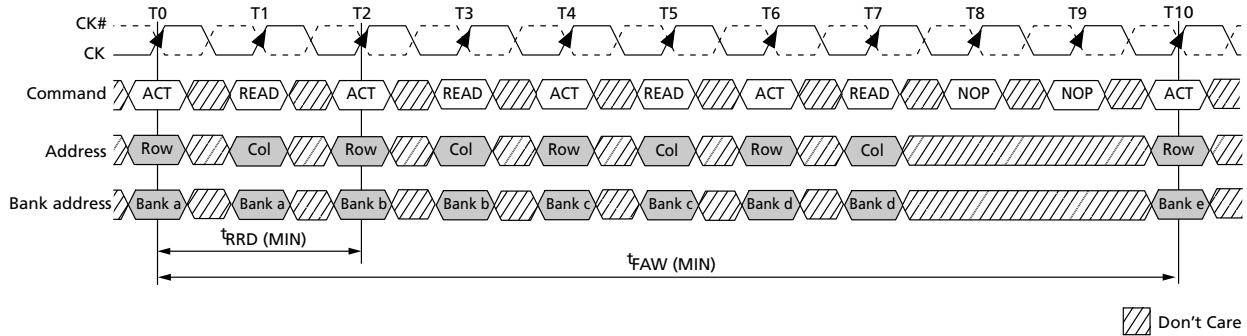 T0 T1 T2 T3 T4 T5 T6 T7 T8 T9 T10
CK#
CK
Command ACT READ ACT READ ACT READ ACT READ NOP NOP ACT
Address Row Col Row Col Row Col Row Col Row
Bank address Bank a Bank a Bank b Bank b Bank c Bank c Bank d Bank d Bank e
tRRD (MIN)
tFAW (MIN)
Don't Care